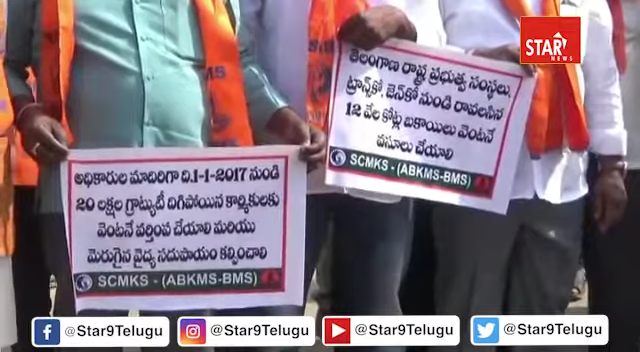 STAR
NEWS
BMS
తెలంగాణ రాష్ట్ర ప్రభుత్వ సంస్థలు,
ట్రాన్స్‌కో, జెన్‌కో నుండి రావలసిన
12 వేల కోట్ల బకాయిలు వెంటనే
వసూలు చేయాలి
SCMKS - (ABKMS-BMS)
అధికారుల మాదిరిగా ది.1-1-2017 నుండి
20 లక్షల గ్రాట్యుటీ దిగిపోయిన కార్మికులకు
వెంటనే వర్తింప చేయాలి మరియు
మెరుగైన వైద్య సదుపాయం కల్పించాలి
SCMKS - (ABKMS-BMS)
@Star9Telugu @Star9Telugu @Star9Telugu @Star9Telugu